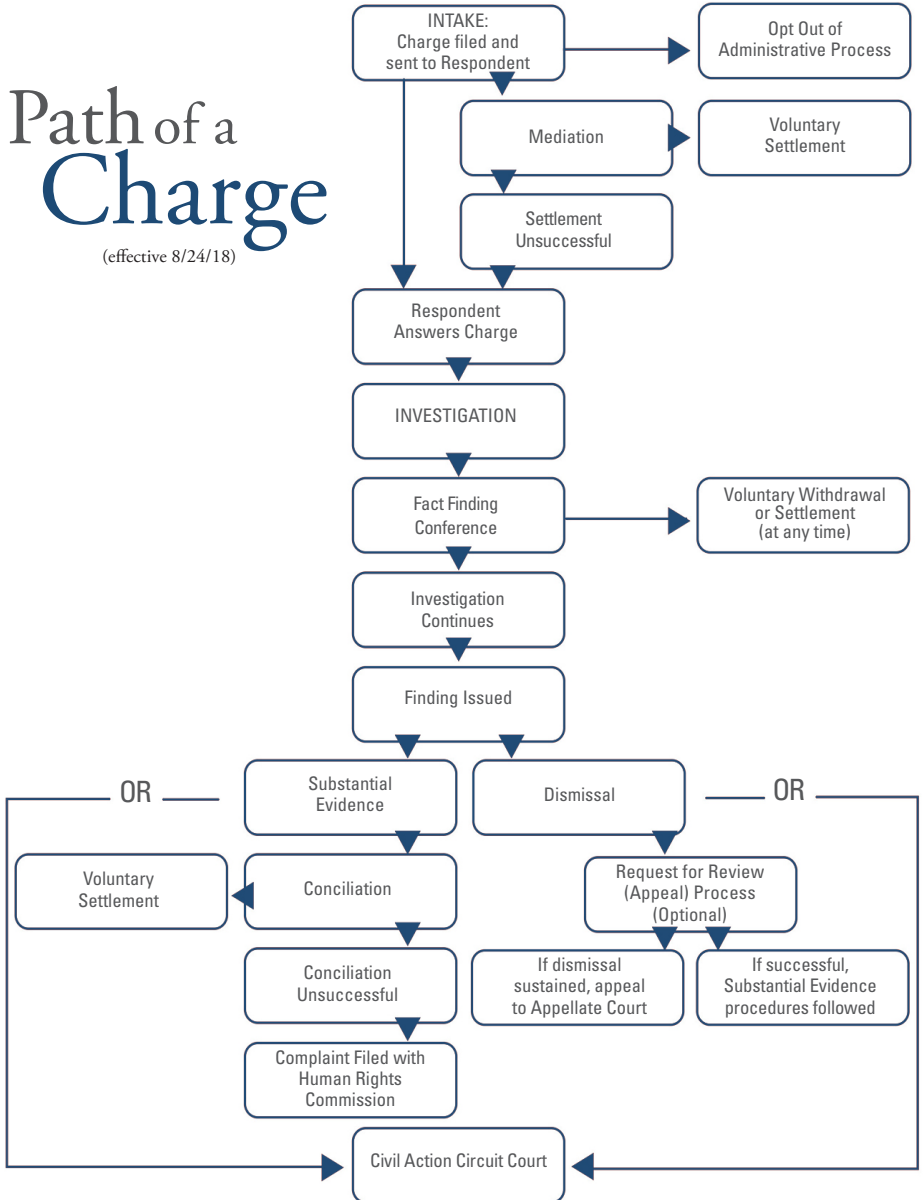 Path of a
Charge
(effective 8/24/18)
INTAKE:
Charge filed and
sent to Respondent
Opt Out of
Administrative Process
Mediation
Voluntary
Settlement
Settlement
Unsuccessful
Respondent
Answers Charge
INVESTIGATION
Fact Finding
Conference
Voluntary Withdrawal
or Settlement
(at any time)
Investigation
Continues
Finding Issued
OR
Substantial
Evidence
Dismissal
OR
Voluntary
Settlement
Conciliation
Request for Review
(Appeal) Process
(Optional)
Conciliation
Unsuccessful
If dismissal
sustained, appeal
to Appellate Court
If successful,
Substantial Evidence
procedures followed
Complaint Filed with
Human Rights
Commission
Civil Action Circuit Court